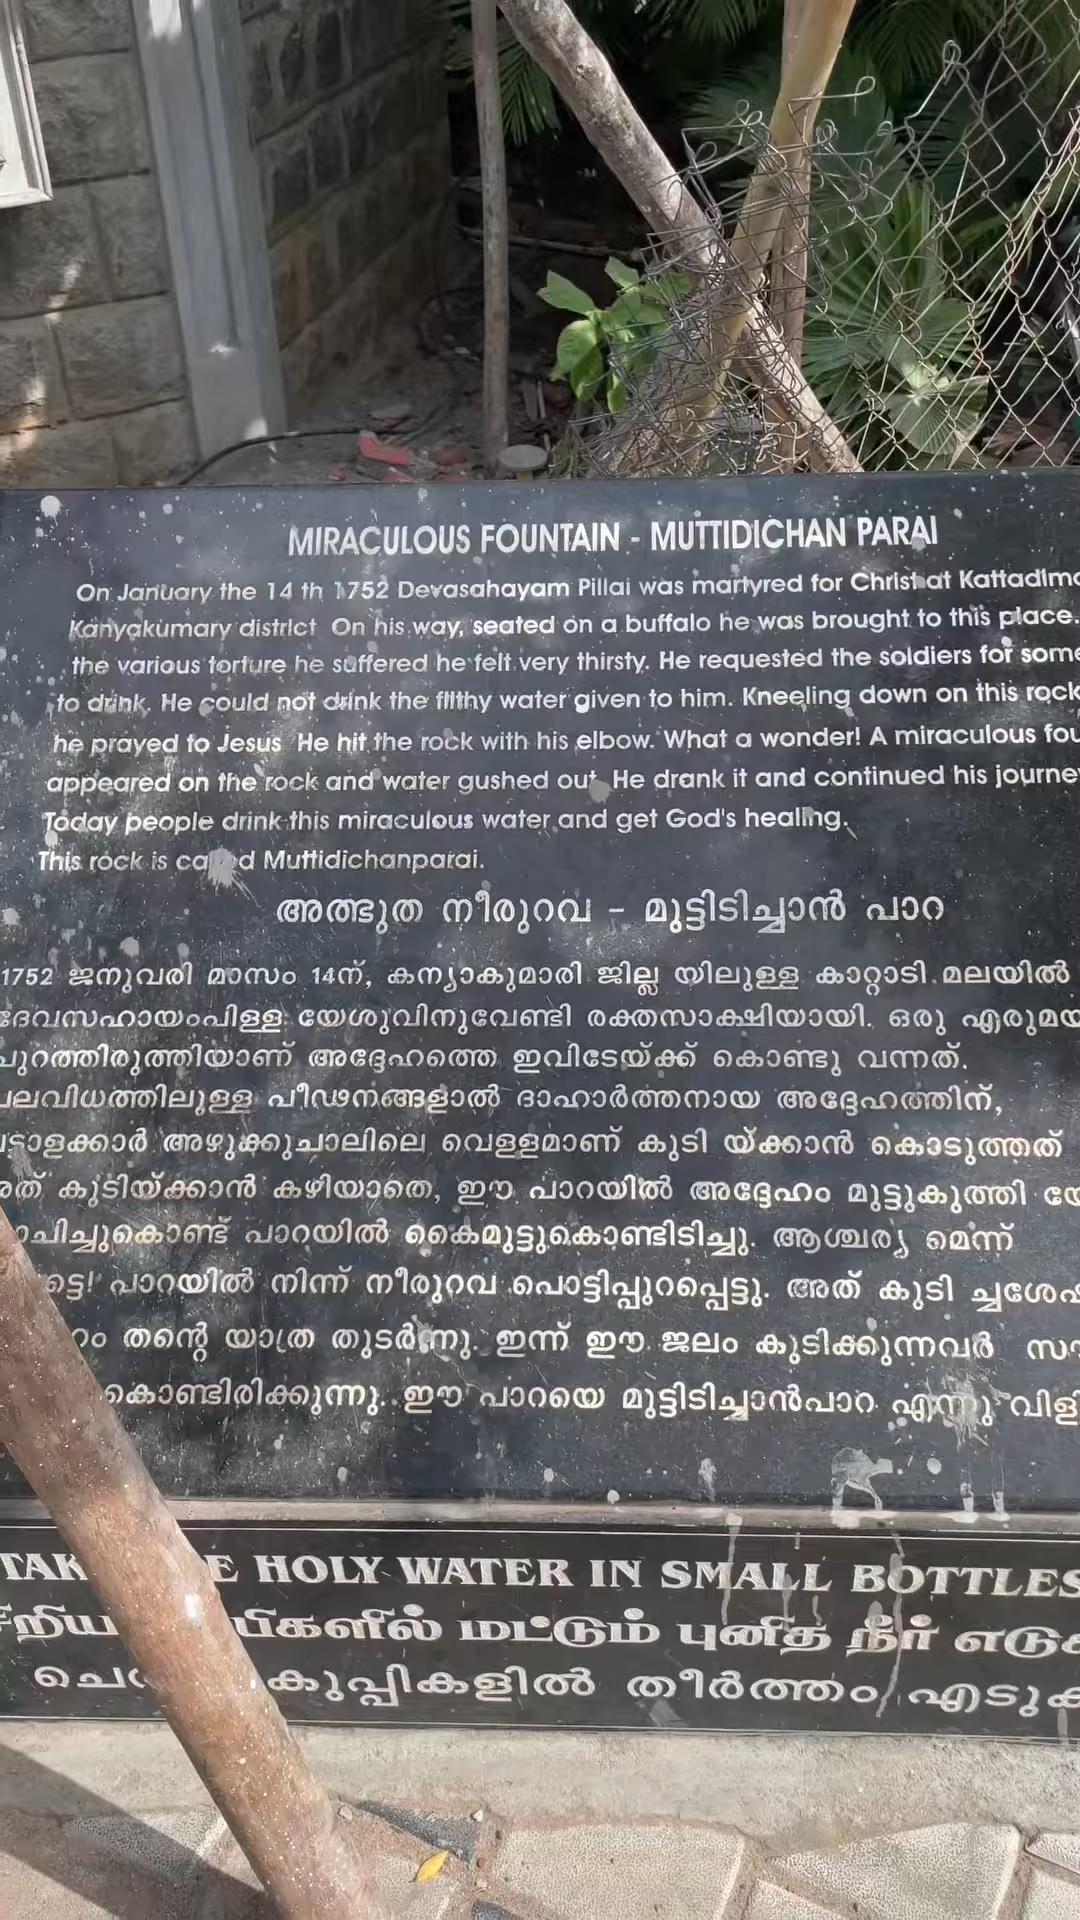 MIRACULOUS FOUNTAIN - MUTTIDICHAN PARAI
On January the 14 th 1752 Devasahayam Pillai was martyred for Christ at
Kanyakumary district On his way, seated on a buffalo he was brought to this place.
the various torture he suffered he felt very thirsty. He requested the soldiers for
to drink. He could not drink the filthy water given to him. Kneeling down on this rock
he prayed to Jesus He hit the rock with his elbow. What a wonder! A miraculous
appeared on the rock and water gushed out. He drank it and continued his
Today people drink this miraculous water and get God's healing.
This rock is Muttidichanparai.
അത്ഭുത നീരുറവ - മുട്ടിടിച്ചാൻ പാറ
1752 ജനുവരി മാസം 14ന്, കന്യാകുമാരി ജില്ല യിലുള്ള കാറ്റാടി മലയിൽ
ദേവസഹായംപിള്ള യേശുവിനുവേണ്ടി രക്തസാക്ഷിയായി. ഒരു
പുറത്തിരുത്തിയാണ് അദ്ദേഹത്തെ ഇവിടേയ്ക്ക് കൊണ്ടു വന്നത്.
പലവിധത്തിലുള്ള പീഢനങ്ങളാൽ ദാഹാർത്തനായ അദ്ദേഹത്തിന്,
അഴുക്കുചാലിലെ വെള്ളമാണ് കുടി യ്ക്കാൻ കൊടുത്തത്
അത് കുടിയ്ക്കാൻ കഴിയാതെ, ഈ പാറയിൽ അദ്ദേഹം മുട്ടുകുത്തി
പാറയിൽ കൈമുട്ടുകൊണ്ടിടിച്ചു. ആശ്ചര്യ മെന്ന്
പാറയിൽ നിന്ന് നീരുറവ പൊട്ടിപ്പുറപ്പെട്ടു. അത് കുടി
തന്റെ യാത്ര തുടർന്നു. ഇന്ന് ഈ ജലം കുടിക്കുന്നവർ
ഈ പാറയെ മുട്ടിടിച്ചാൻപാറ എന്നു
HOLY WATER IN SMALL BOTTLES
மட்டும் புனித நீர்
കുപ്പികളിൽ തീർത്ഥം